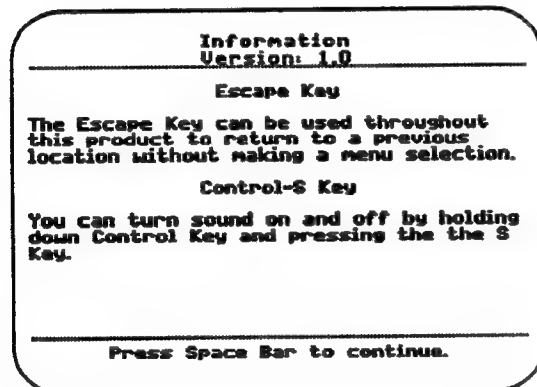 Information
Version: 1.0
Escape Key
The Escape Key can be used throughout
this product to return to a previous
location without making a menu selection.
Control-S Key
You can turn sound on and off by holding
down Control Key and pressing the the S
Key.
Press Space Bar to continue.